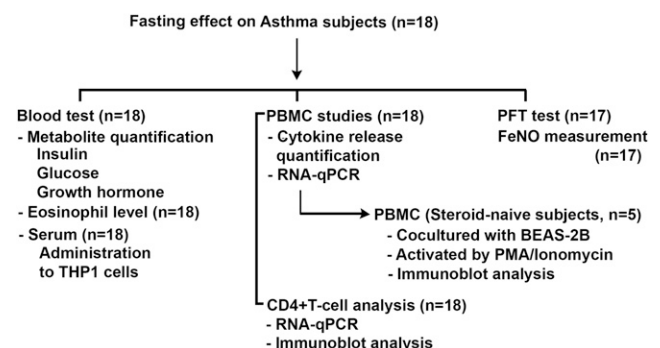 Fasting effect on Asthma subjects (n=18)
Blood test (n=18)
- Metabolite quantification
Insulin
Glucose
Growth hormone
- Eosinophil level (n=18)
- Serum (n=18)
Administration
to THP1 cells
PBMC studies (n=18)
- Cytokine release
quantification
- RNA-qPCR
PBMC (Steroid-naive subjects, n=5)
- Cocultured with BEAS-2B
- Activated by PMA/Ionomycin
- Immunoblot analysis
CD4+T-cell analysis (n=18)
- RNA-qPCR
- Immunoblot analysis
PFT test (n=17)
FeNO measurement
(n=17)